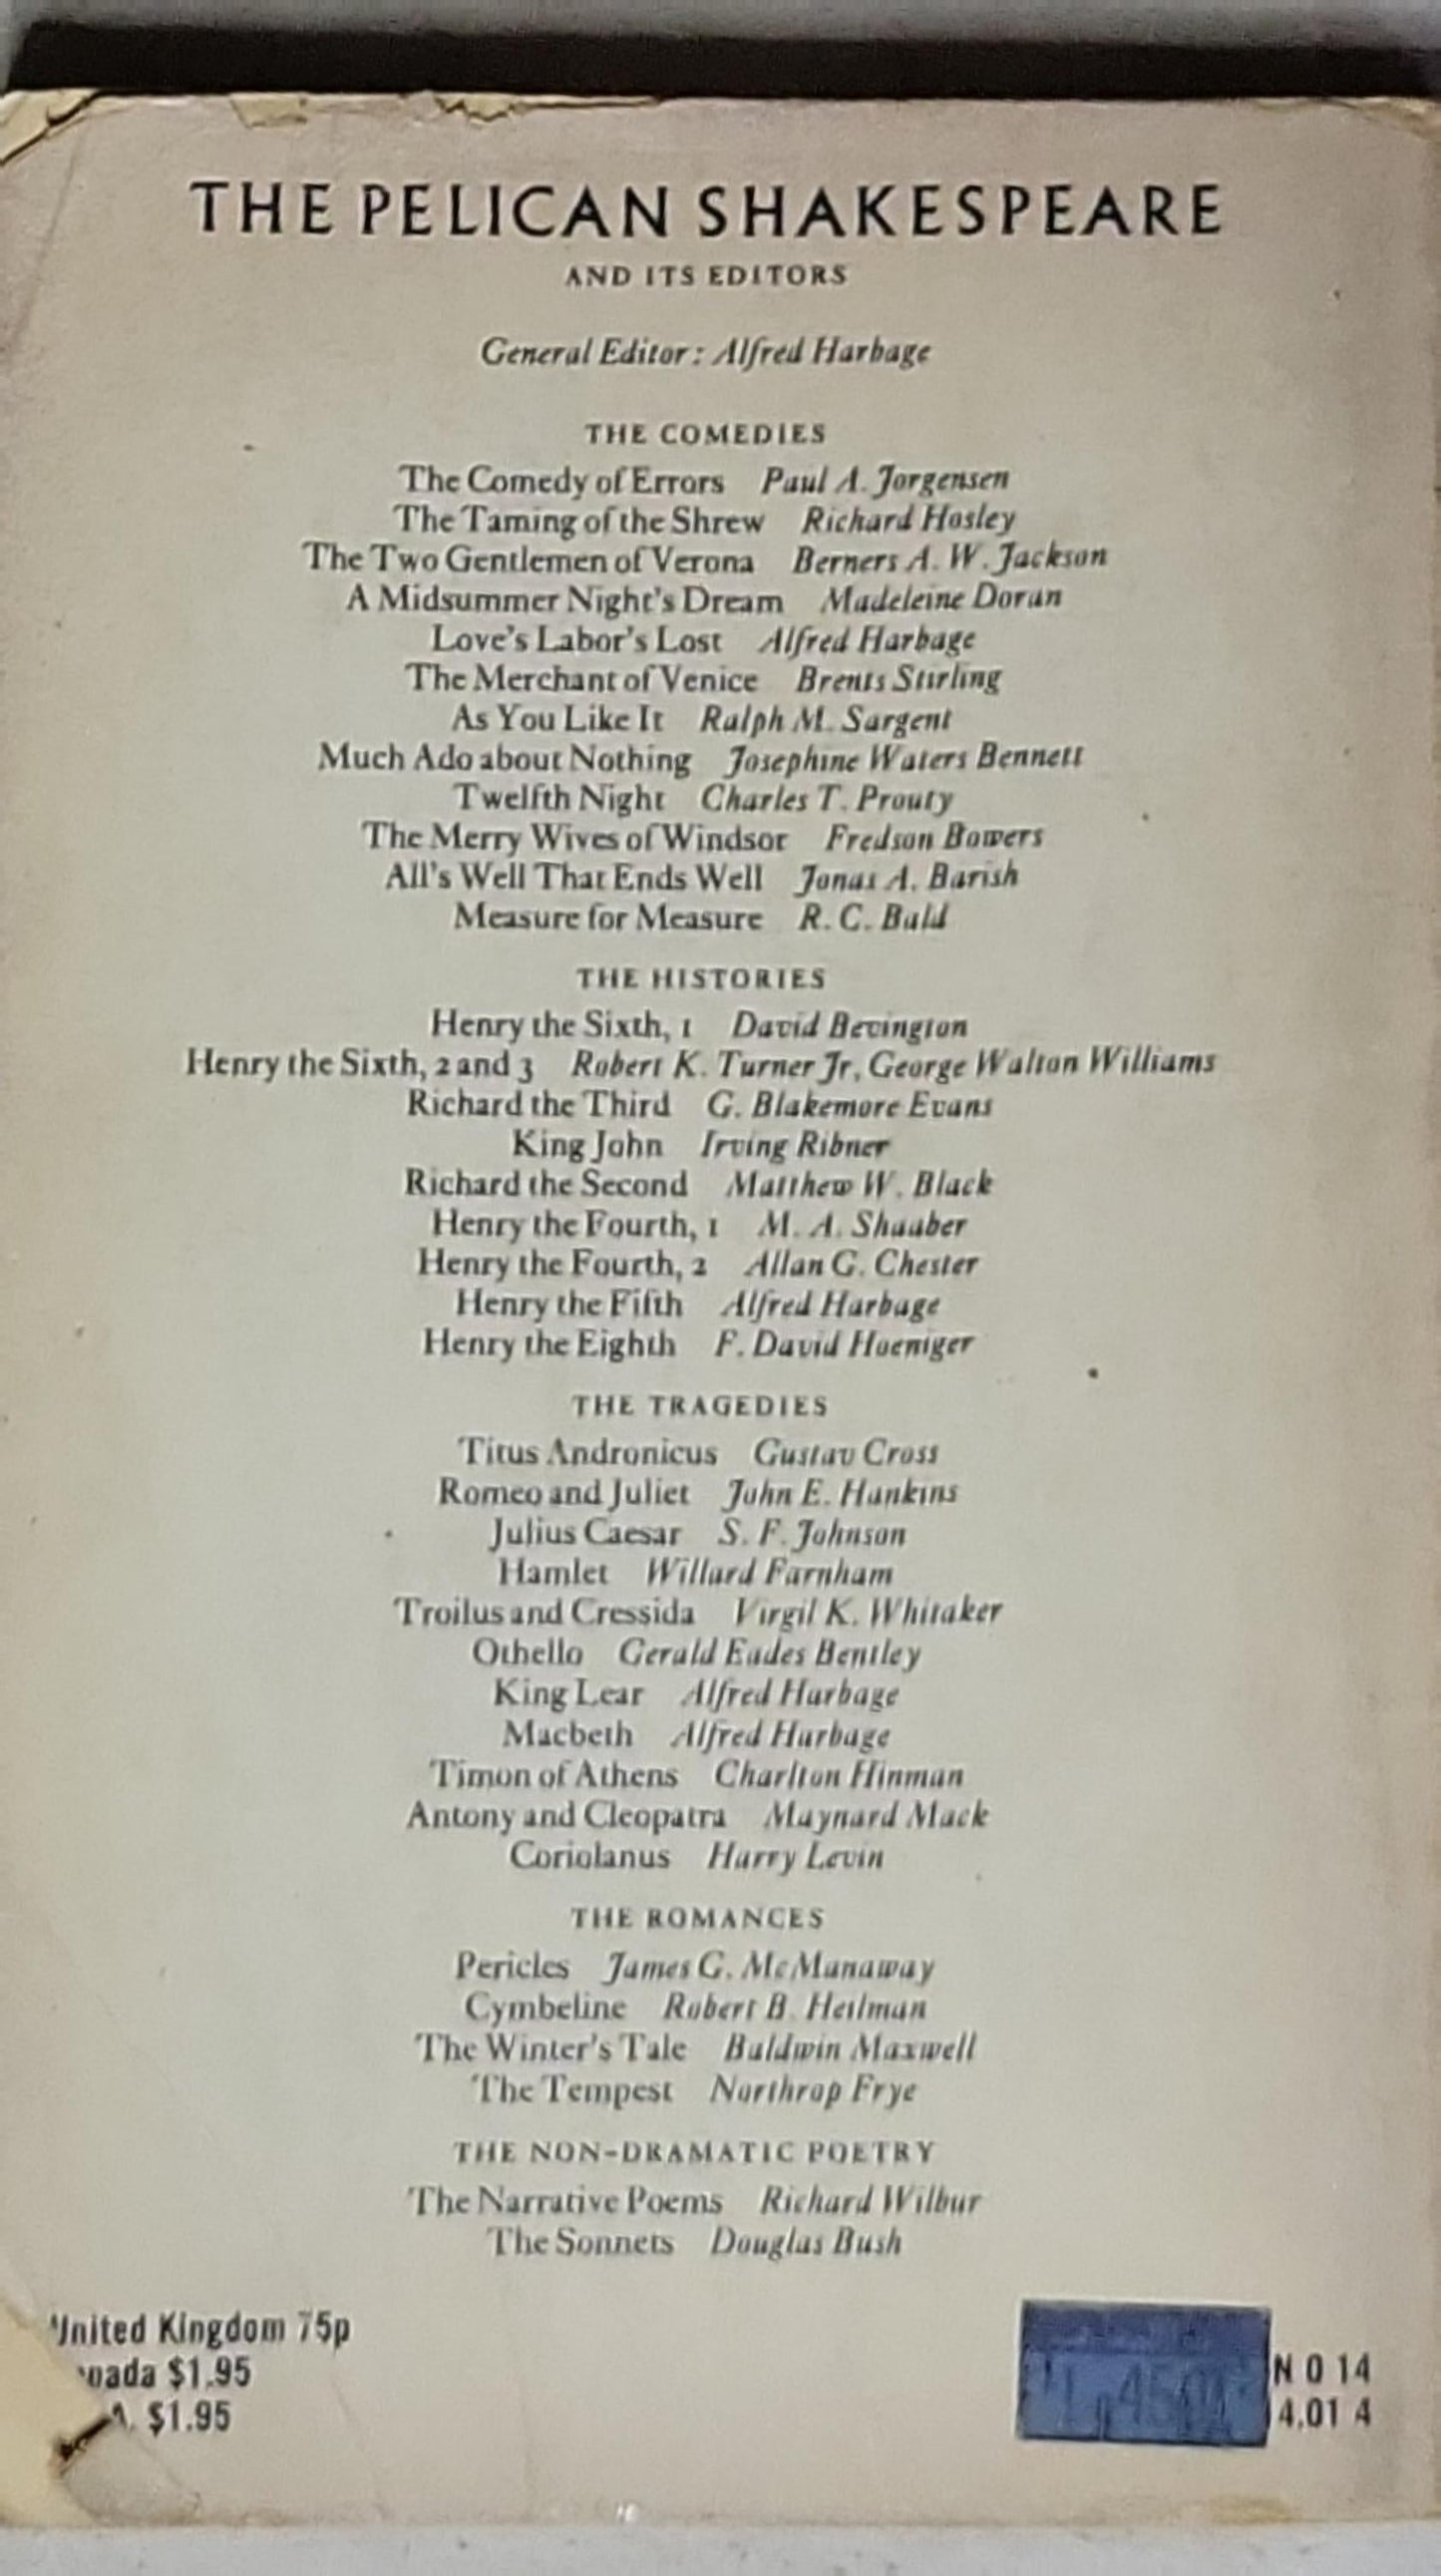 THE PELICAN SHAKESPEARE
AND ITS EDITORS
General Editor: Alfred Harbage
THE COMEDIES
The Comedy of Errors Paul A. Jorgensen
The Taming of the Shrew Richard Hosley
The Two Gentlemen of Verona Berners A. W. Jackson
A Midsummer Night's Dream Madeleine Doran
Love's Labor's Lost Alfred Harbage
The Merchant of Venice Brents Stirling
As You Like It Ralph M. Sargent
Much Ado about Nothing Josephine Waters Bennett
Twelfth Night Charles T. Prouty
The Merry Wives of Windsor Fredson Bowers
All's Well That Ends Well Jonas A. Barish
Measure for Measure R. C. Bald
THE HISTORIES
Henry the Sixth, 1 David Bevington
Henry the Sixth, 2 and 3 Robert K. Turner Jr, George Walton Williams
Richard the Third G. Blakemore Evans
King John Irving Ribner
Richard the Second Matthew W. Black
Henry the Fourth, 1 M. A. Shaaber
Henry the Fourth, 2 Allan G. Chester
Henry the Fifth Alfred Harbage
Henry the Eighth F. David Hoeniger
THE TRAGEDIES
Titus Andronicus Gustav Cross
Romeo and Juliet John E. Hankins
Julius Caesar S. F. Johnson
Hamlet Willard Farnham
Troilus and Cressida Virgil K. Whitaker
Othello Gerald Eades Bentley
King Lear Alfred Harbage
Macbeth Alfred Harbage
Timon of Athens Charlton Hinman
Antony and Cleopatra Maynard Mack
Coriolanus Harry Levin
THE ROMANCES
Pericles James G. McManaway
Cymbeline Robert B. Heilman
The Winter's Tale Baldwin Maxwell
The Tempest Northrop Frye
THE NON-DRAMATIC POETRY
The Narrative Poems Richard Wilbur
The Sonnets Douglas Bush
United Kingdom 75p
$1.95
$1.95
N 0 14
4.01 4